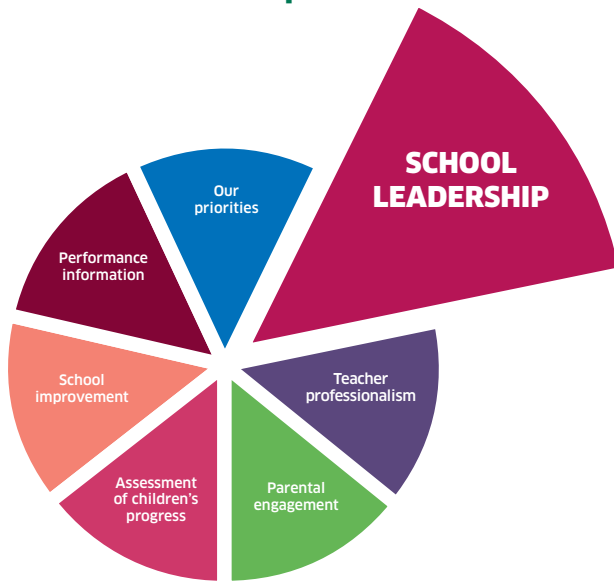 SCHOOL
LEADERSHIP
Our
priorities
Performance
information
School
improvement
Teacher
professionalism
Assessment
of children's
progress
Parental
engagement